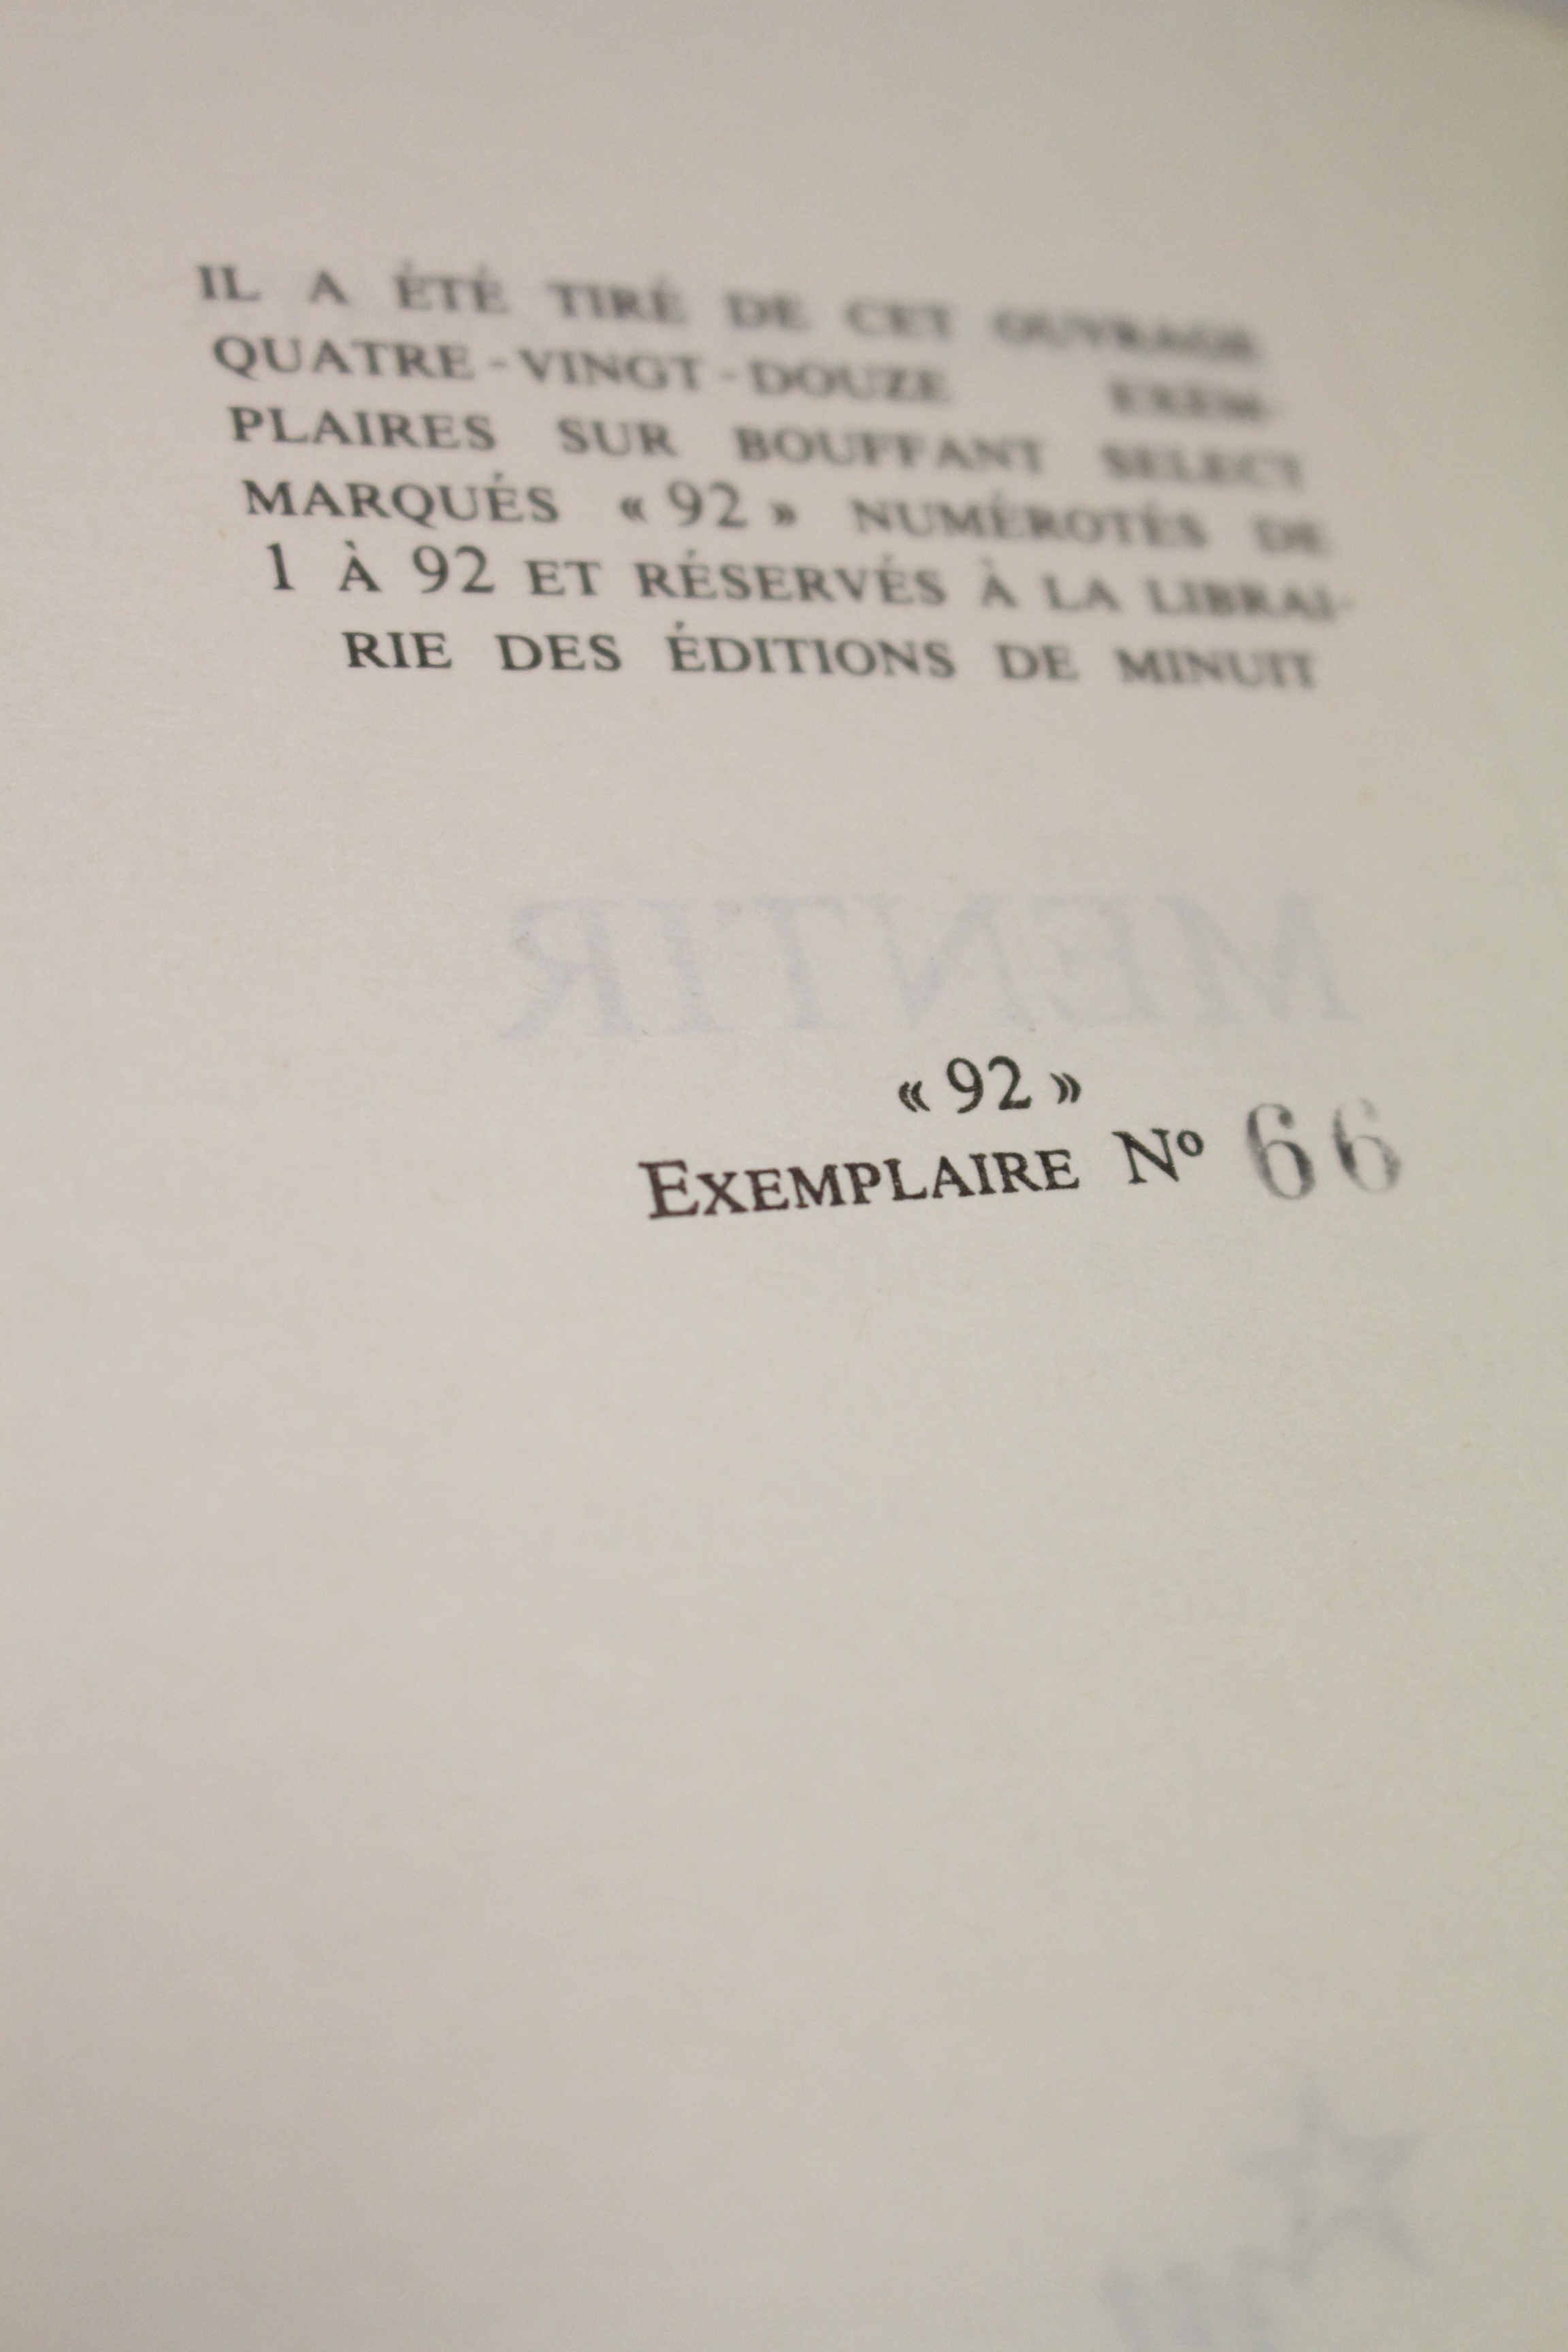 IL A ÉTÉ TIRÉ DE CET OUVRAGE
QUATRE-VINGT-DOUZE EXEM-
PLAIRES SUR BOUFFANT SELECT
MARQUÉS « 92 » NUMÉROTÉS DE
1 À 92 ET RÉSERVÉS À LA LIBRAI-
RIE DES ÉDITIONS DE MINUIT
MENTIR
« 92 »
EXEMPLAIRE Nº 66